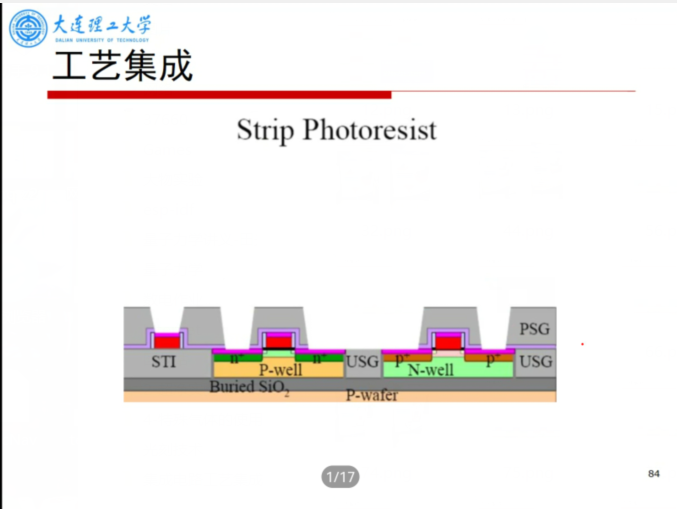 大连理工大学
DALIAN UNIVERSITY OF TECHNOLOGY
工艺集成
Strip Photoresist
PSG
STI
n⁺
n⁺
USG
p⁺
p⁺
USG
P-well
N-well
Buried SiO₂
P-wafer
1/17
84